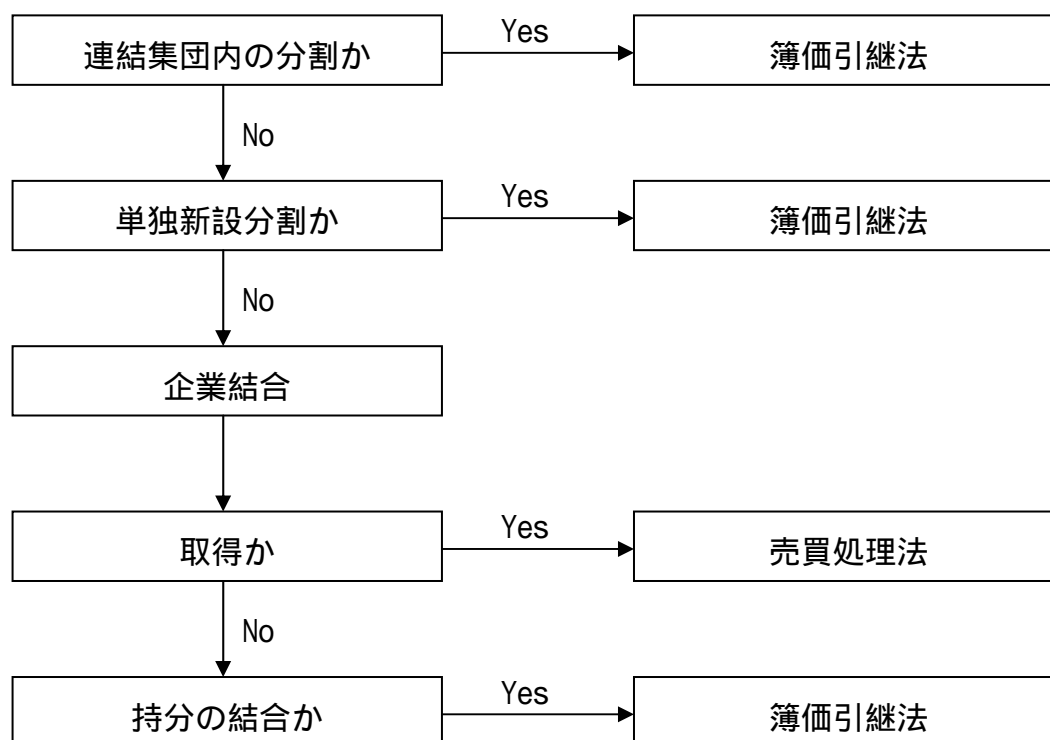 連結集団内の分割か
Yes
簿価引継法
No
単独新設分割か
Yes
簿価引継法
No
企業結合
取得か
Yes
売買処理法
No
持分の結合か
Yes
簿価引継法